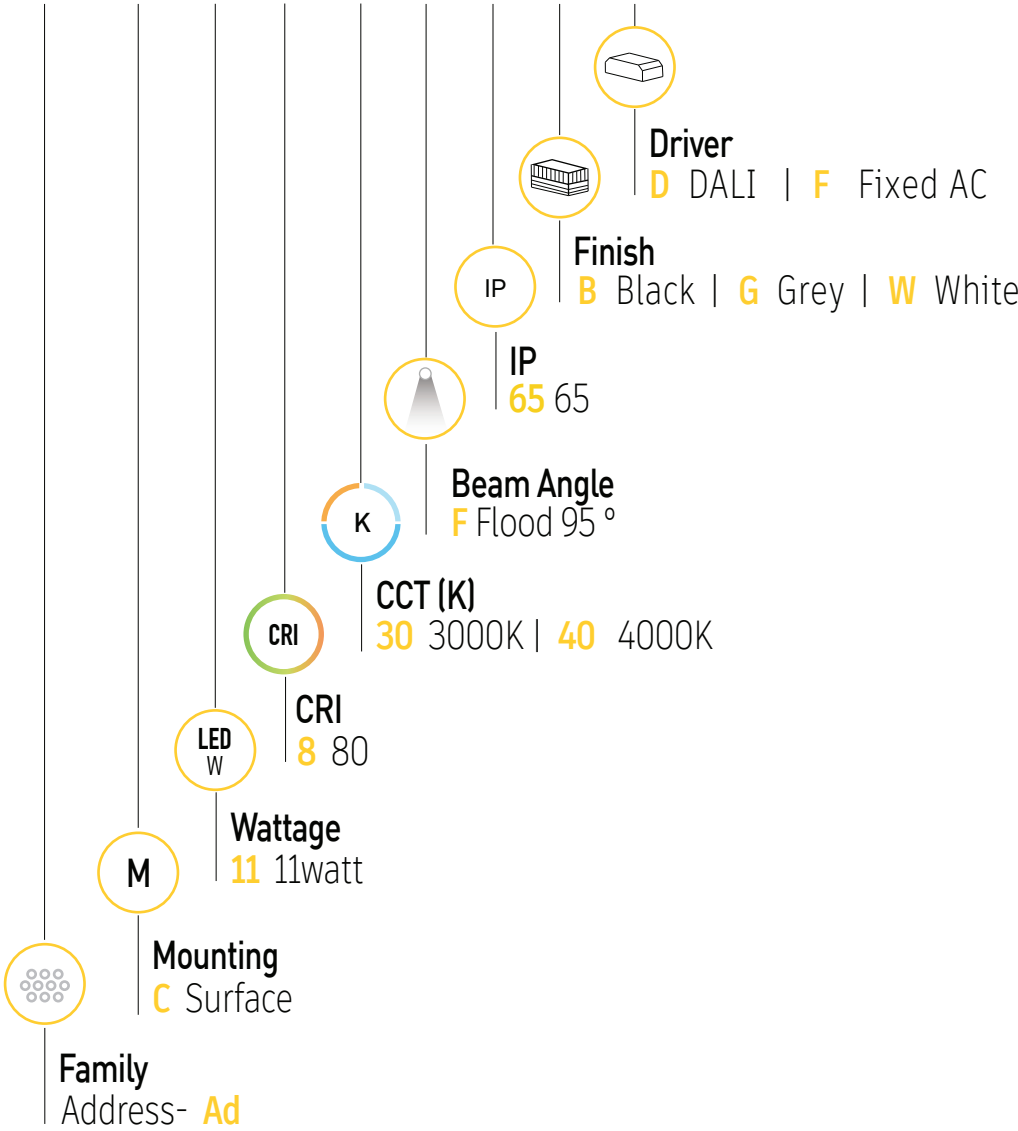 Driver
D DALI | F Fixed AC
Finish
B Black | G Grey | W White
IP
IP
65 65
Beam Angle
F Flood 95 º
K
CCT (K)
30 3000K | 40 4000K
CRI
CRI
8 80
LED
W
Wattage
11 11watt
M
Mounting
C Surface
Family
Address- Ad